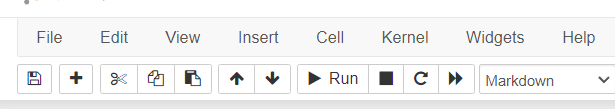 File Edit View Insert Cell Kernel Widgets Help
Run Markdown